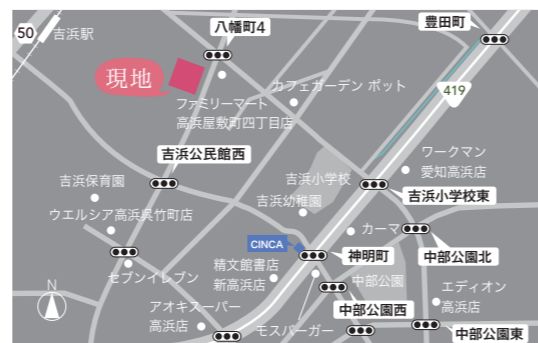 八幡町4
豊田町
50
吉浜駅
現地
カフェガーデン ポット
419
ファミリーマート
高浜屋敷町四丁目店
吉浜公民館西
ワークマン
愛知高浜店
吉浜保育園
吉浜小学校
吉浜小学校東
吉浜幼稚園
ウエルシア高浜呉竹町店
カーマ
CINCA
神明町
中部公園北
精文館書店
新高浜店
セブンイレブン
中部公園
エディオン
高浜店
N
アオキスーパー
高浜店
中部公園西
モスバーガー
中部公園東